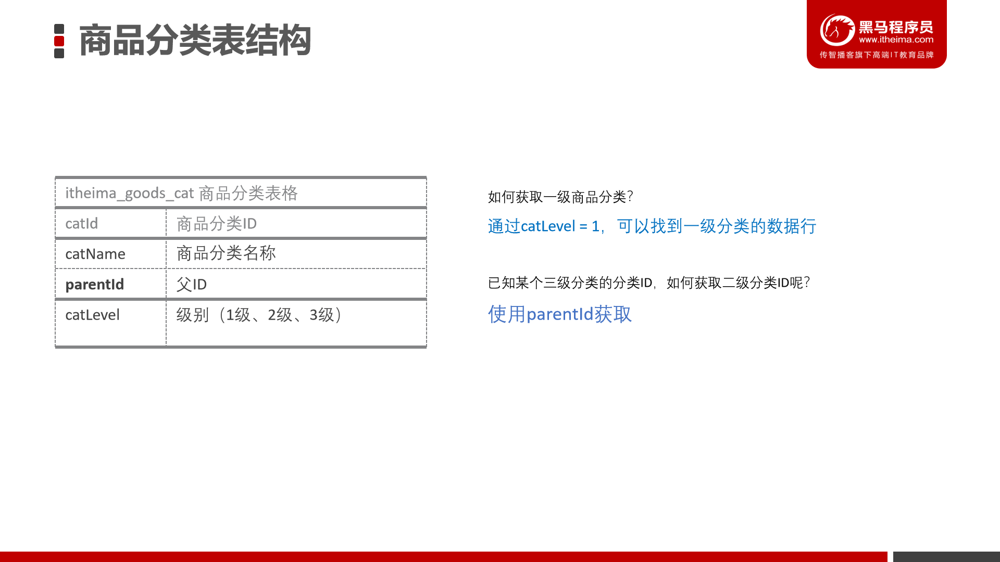 商品分类表结构
黑马程序员
www.itheima.com
传智播客旗下高端IT教育品牌
itheima_goods_cat 商品分类表格
catId 商品分类ID
catName 商品分类名称
parentId 父ID
catLevel 级别（1级、2级、3级）
如何获取一级商品分类？
通过catLevel = 1，可以找到一级分类的数据行
已知某个三级分类的分类ID，如何获取二级分类ID呢？
使用parentId获取